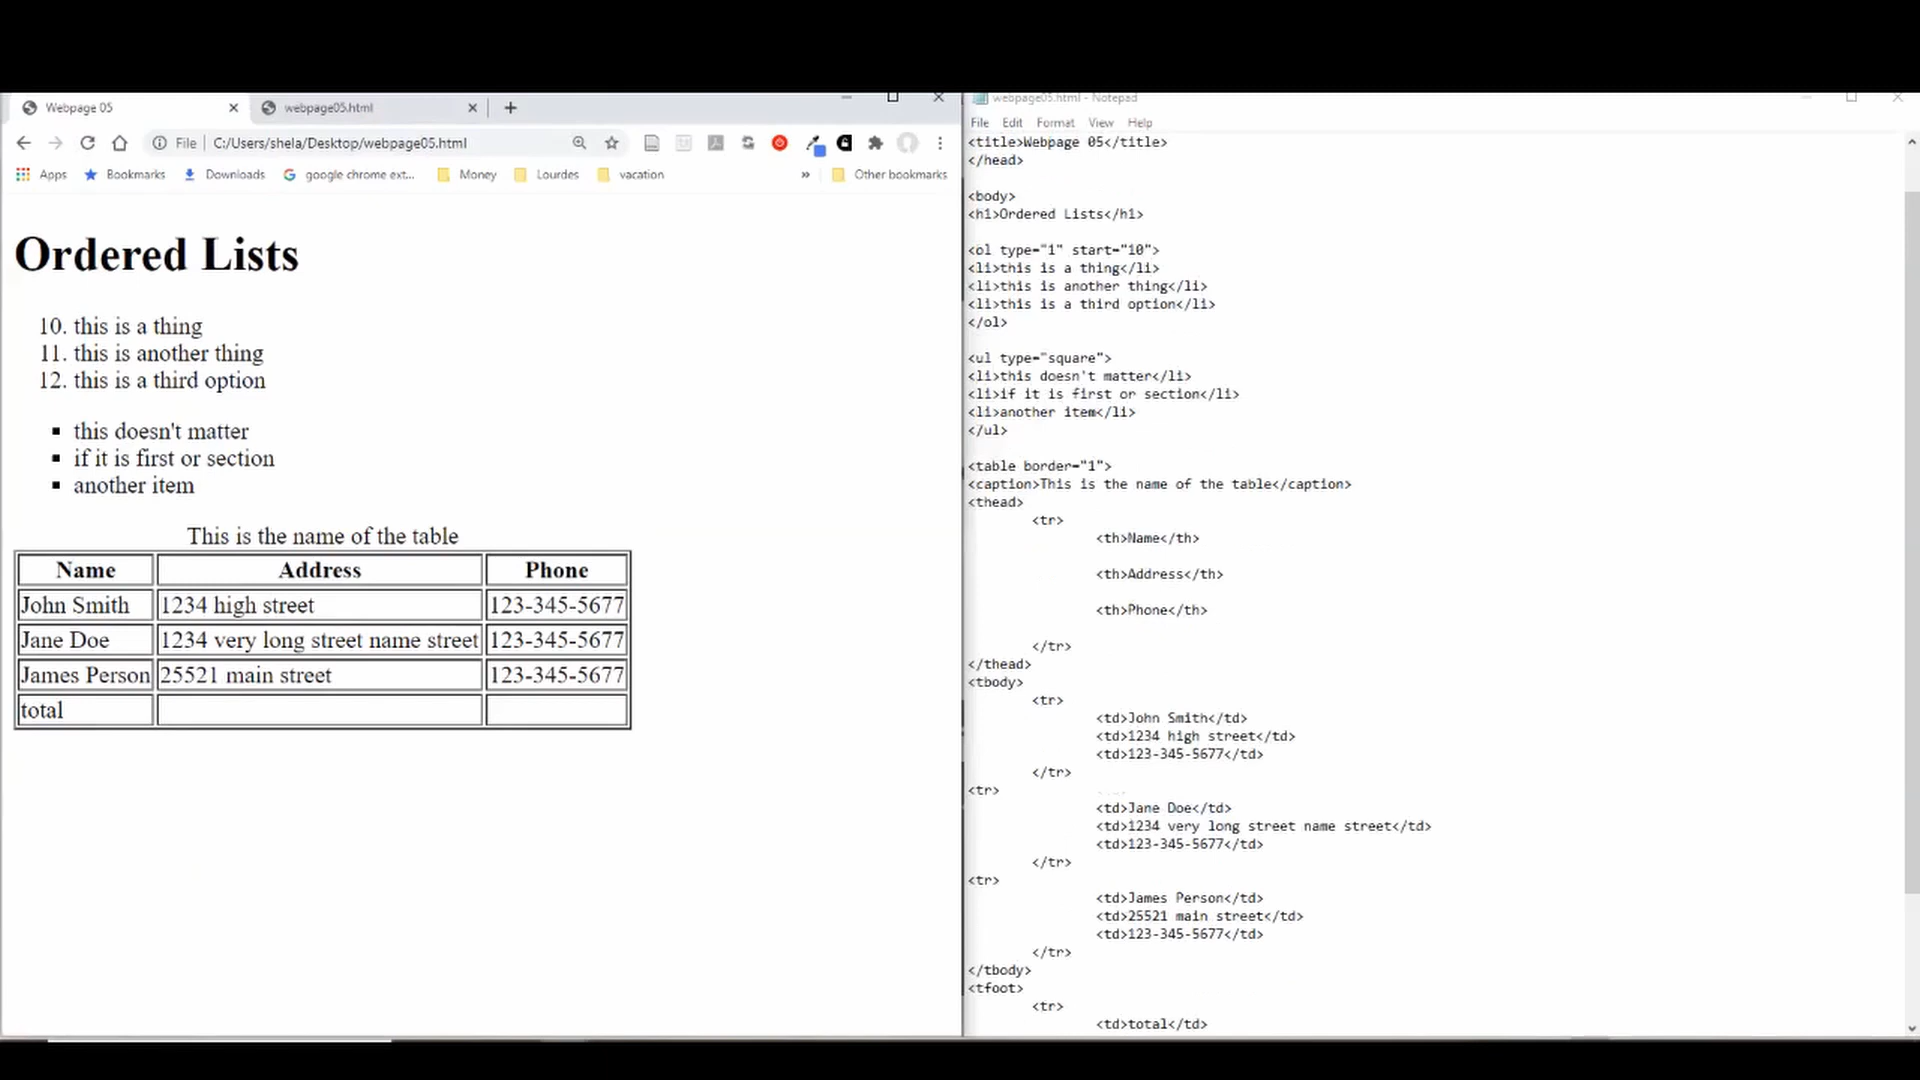 Webpage 05
webpage05.html
File C:/Users/shela/Desktop/webpage05.html
Apps Bookmarks Downloads google chrome ext... Money Lourdes vacation » Other bookmarks
Ordered Lists
10. this is a thing
11. this is another thing
12. this is a third option
this doesn't matter
if it is first or section
another item
This is the name of the table
Name Address Phone
John Smith 1234 high street 123-345-5677
Jane Doe 1234 very long street name street 123-345-5677
James Person 25521 main street 123-345-5677
total
webpage05.html - Notepad
File Edit Format View Help
<title>Webpage 05</title>
</head>
<body>
<h1>Ordered Lists</h1>
<ol type="1" start="10">
<li>this is a thing</li>
<li>this is another thing</li>
<li>this is a third option</li>
</ol>
<ul type="square">
<li>this doesn't matter</li>
<li>if it is first or section</li>
<li>another item</li>
</ul>
<table border="1">
<caption>This is the name of the table</caption>
<thead>
<tr>
<th>Name</th>
<th>Address</th>
<th>Phone</th>
</tr>
</thead>
<tbody>
<tr>
<td>John Smith</td>
<td>1234 high street</td>
<td>123-345-5677</td>
</tr>
<tr>
<td>Jane Doe</td>
<td>1234 very long street name street</td>
<td>123-345-5677</td>
</tr>
<tr>
<td>James Person</td>
<td>25521 main street</td>
<td>123-345-5677</td>
</tr>
</tbody>
<tfoot>
<tr>
<td>total</td>